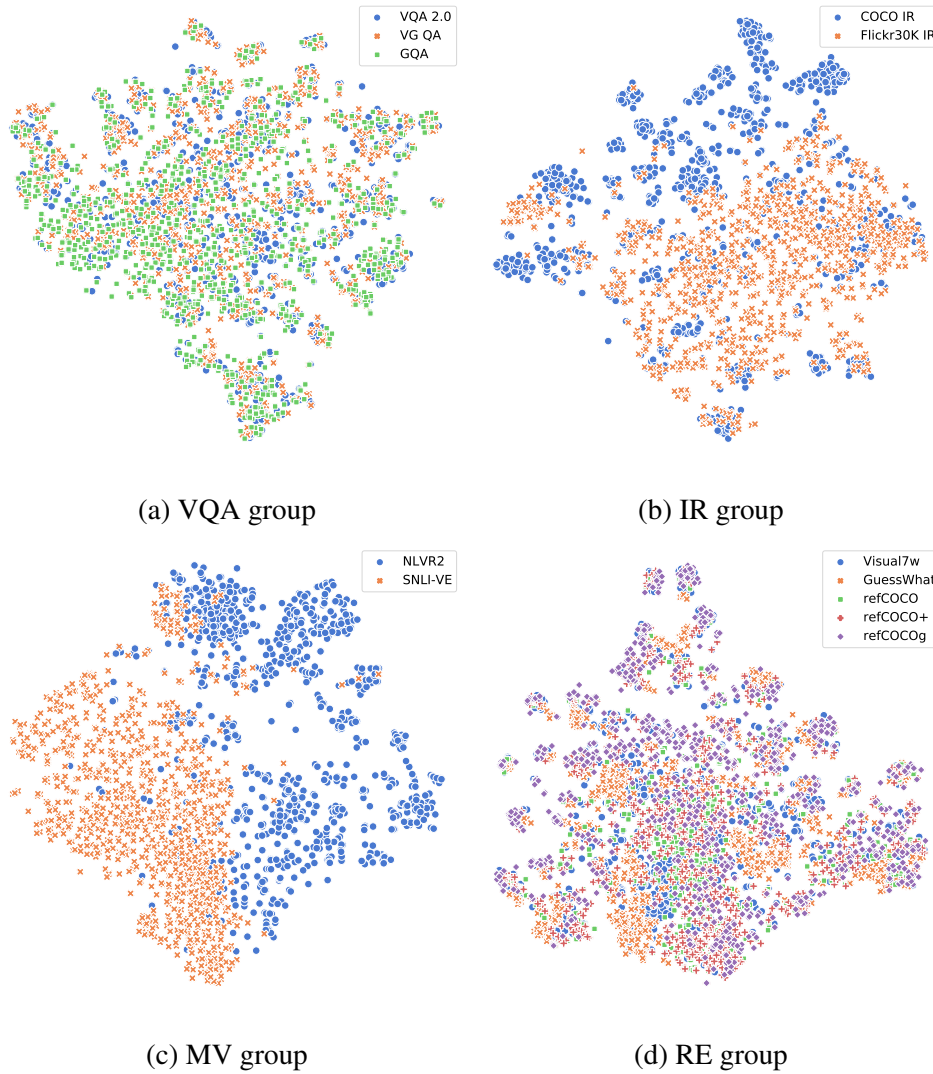 VQA 2.0
VG QA
GQA
(a) VQA group
COCO IR
Flickr30K IR
(b) IR group
NLVR2
SNLI-VE
(c) MV group
Visual7w
GuessWhat
refCOCO
refCOCO+
refCOCOg
(d) RE group